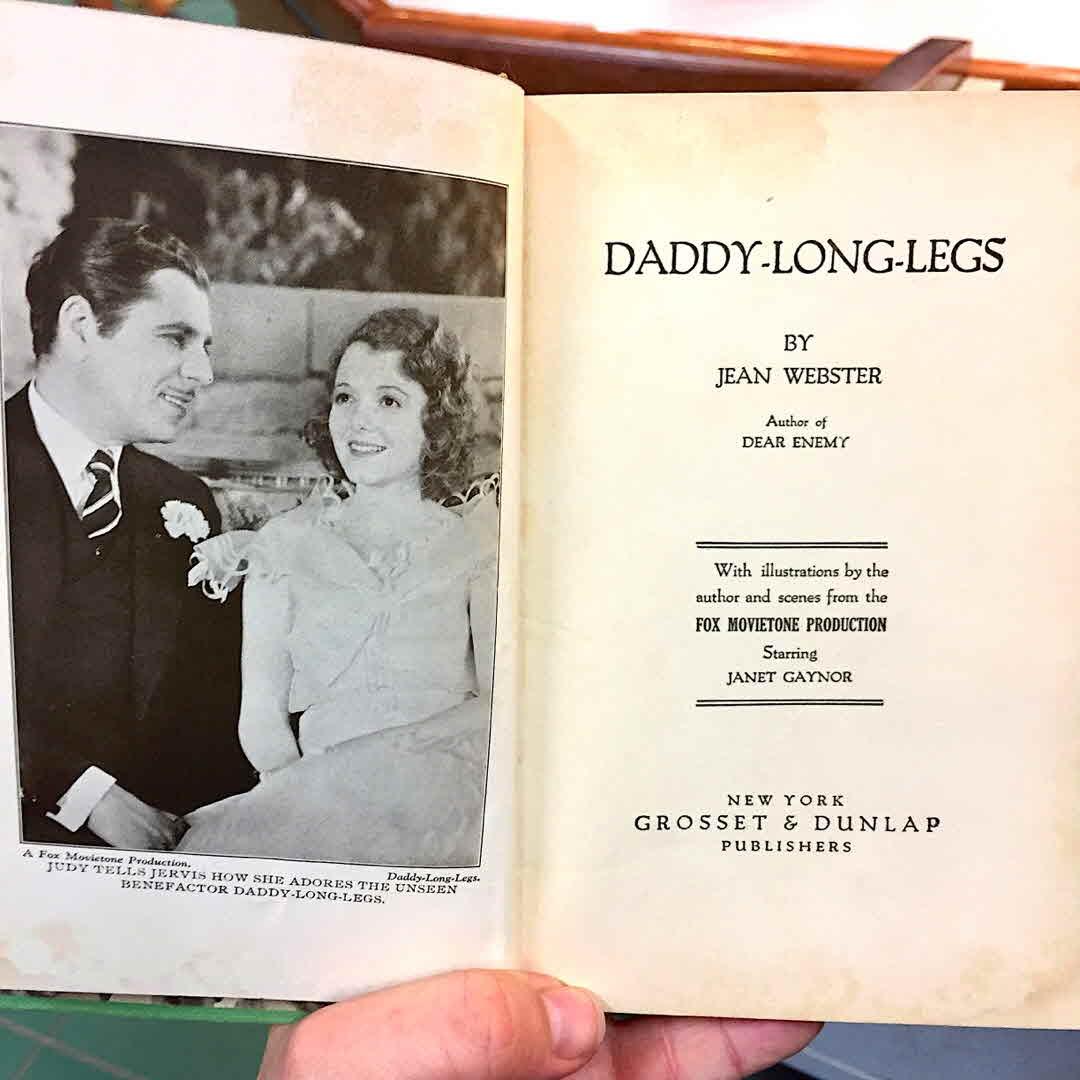 A Fox Movietone Production.
Daddy-Long-Legs.
JUDY TELLS JERVIS HOW SHE ADORES THE UNSEEN
BENEFACTOR DADDY-LONG-LEGS.
DADDY-LONG-LEGS
BY
JEAN WEBSTER
Author of
DEAR ENEMY
With illustrations by the
author and scenes from the
FOX MOVIETONE PRODUCTION
Starring
JANET GAYNOR
NEW YORK
GROSSET & DUNLAP
PUBLISHERS